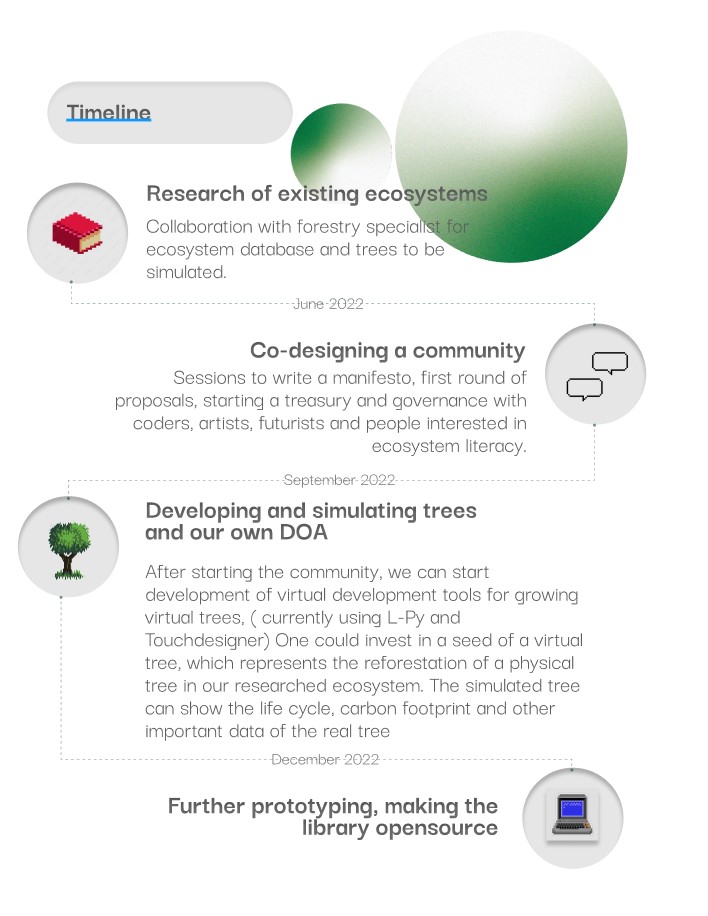 Timeline
Research of existing ecosystems
Collaboration with forestry specialist for
ecosystem database and trees to be
simulated.
June 2022
Co-designing a community
Sessions to write a manifesto, first round of
proposals, starting a treasury and governance with
coders, artists, futurists and people interested in
ecosystem literacy.
September 2022
Developing and simulating trees
and our own DOA
After starting the community, we can start
development of virtual development tools for growing
virtual trees, ( currently using L-Py and
Touchdesigner) One could invest in a seed of a virtual
tree, which represents the reforestation of a physical
tree in our researched ecosystem. The simulated tree
can show the life cycle, carbon footprint and other
important data of the real tree
December 2022
Further prototyping, making the
library opensource